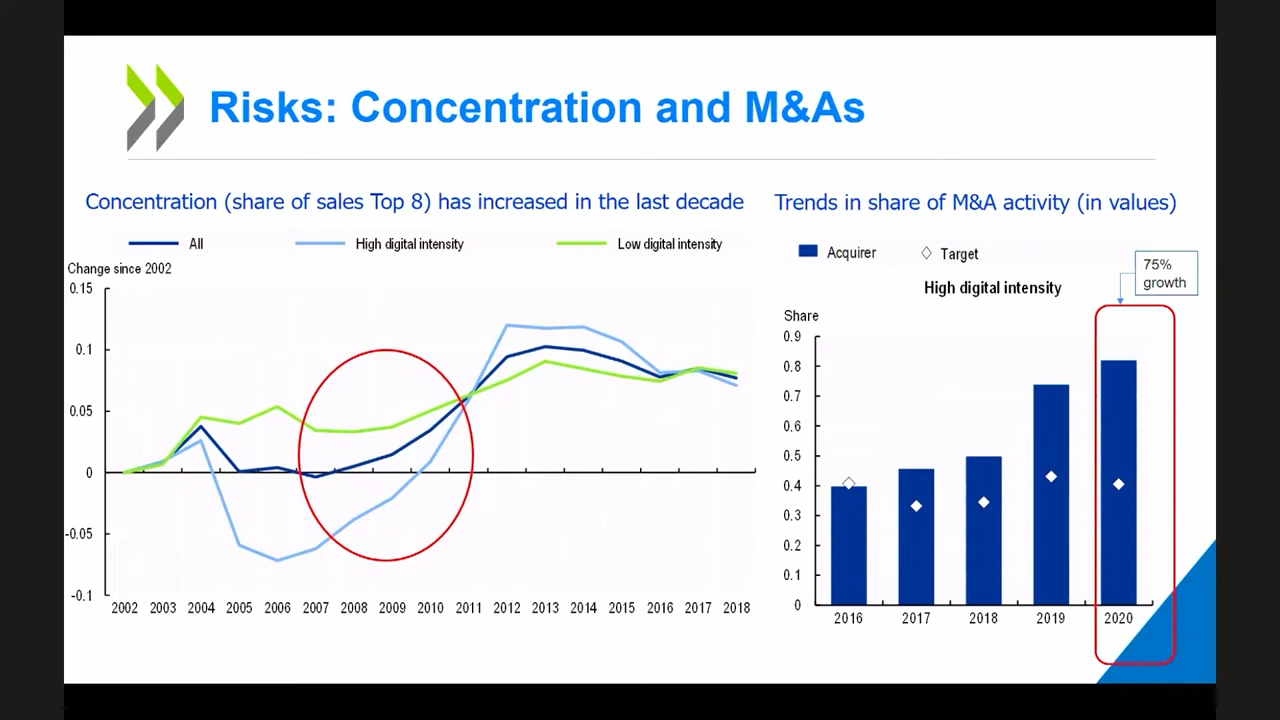 Risks: Concentration and M&As
Concentration (share of sales Top 8) has increased in the last decade
All High digital intensity Low digital intensity
Change since 2002
0.15
0.1
0.05
0
-0.05
-0.1
2002 2003 2004 2005 2006 2007 2008 2009 2010 2011 2012 2013 2014 2015 2016 2017 2018
Trends in share of M&A activity (in values)
Acquirer Target
75%
growth
High digital intensity
Share
0.9
0.8
0.7
0.6
0.5
0.4
0.3
0.2
0.1
0
2016 2017 2018 2019 2020